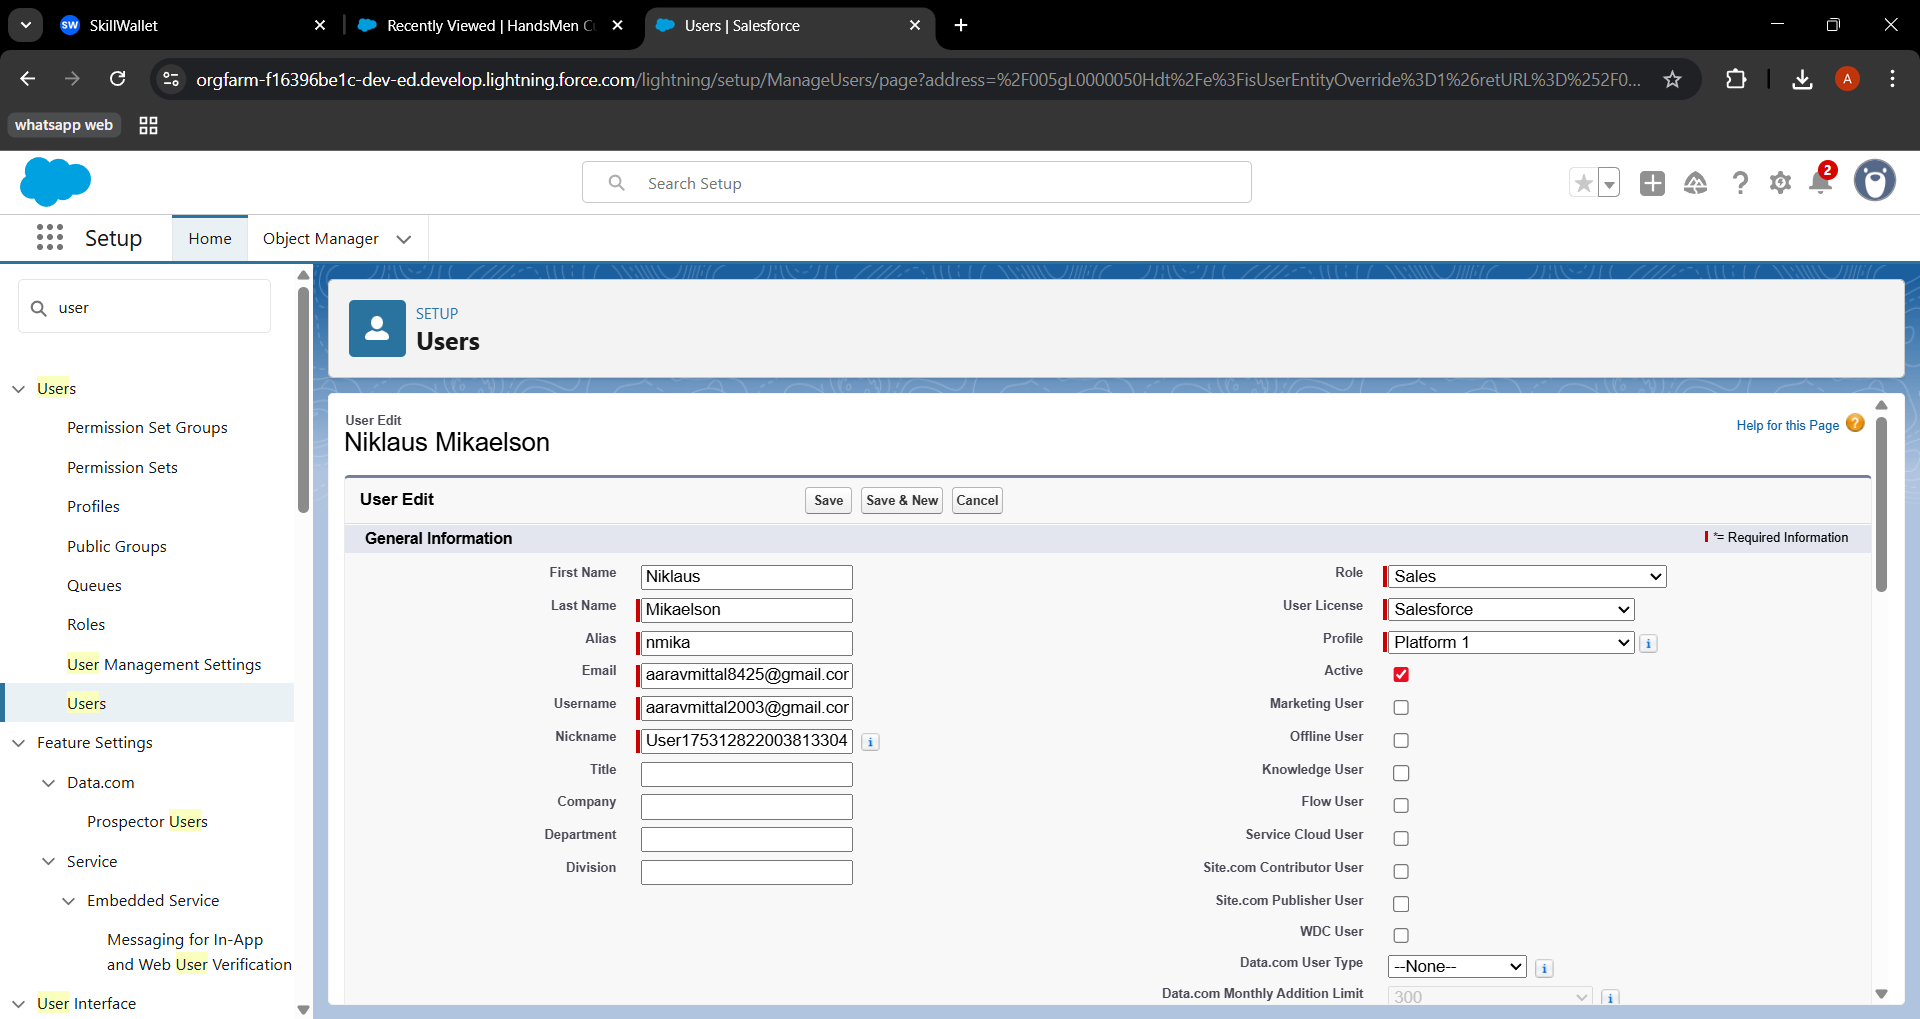 SW SkillWallet
Recently Viewed | HandsMen Cu
Users | Salesforce
orgfarm-f16396be1c-dev-ed.develop.lightning.force.com/lightning/setup/ManageUsers/page?address=%2F005gL0000050Hdt%2Fe%3FisUserEntityOverride%3D1%26retURL%3D%252F0...
A
whatsapp web
Search Setup
2
Setup
Home
Object Manager
user
SETUP
Users
Users
Permission Set Groups
Permission Sets
Profiles
Public Groups
Queues
Roles
User Management Settings
Users
Feature Settings
Data.com
Prospector Users
Service
Embedded Service
Messaging for In-App
and Web User Verification
User Interface
User Edit
Niklaus Mikaelson
Help for this Page ?
User Edit
Save
Save & New
Cancel
General Information
*= Required Information
First Name Niklaus
Last Name Mikaelson
Alias nmika
Email aaravmittal8425@gmail.cor
Username aaravmittal2003@gmail.cor
Nickname User175312822003813304 i
Title
Company
Department
Division
Role Sales
User License Salesforce
Profile Platform 1 i
Active
Marketing User
Offline User
Knowledge User
Flow User
Service Cloud User
Site.com Contributor User
Site.com Publisher User
WDC User
Data.com User Type --None-- i
Data.com Monthly Addition Limit 300 i